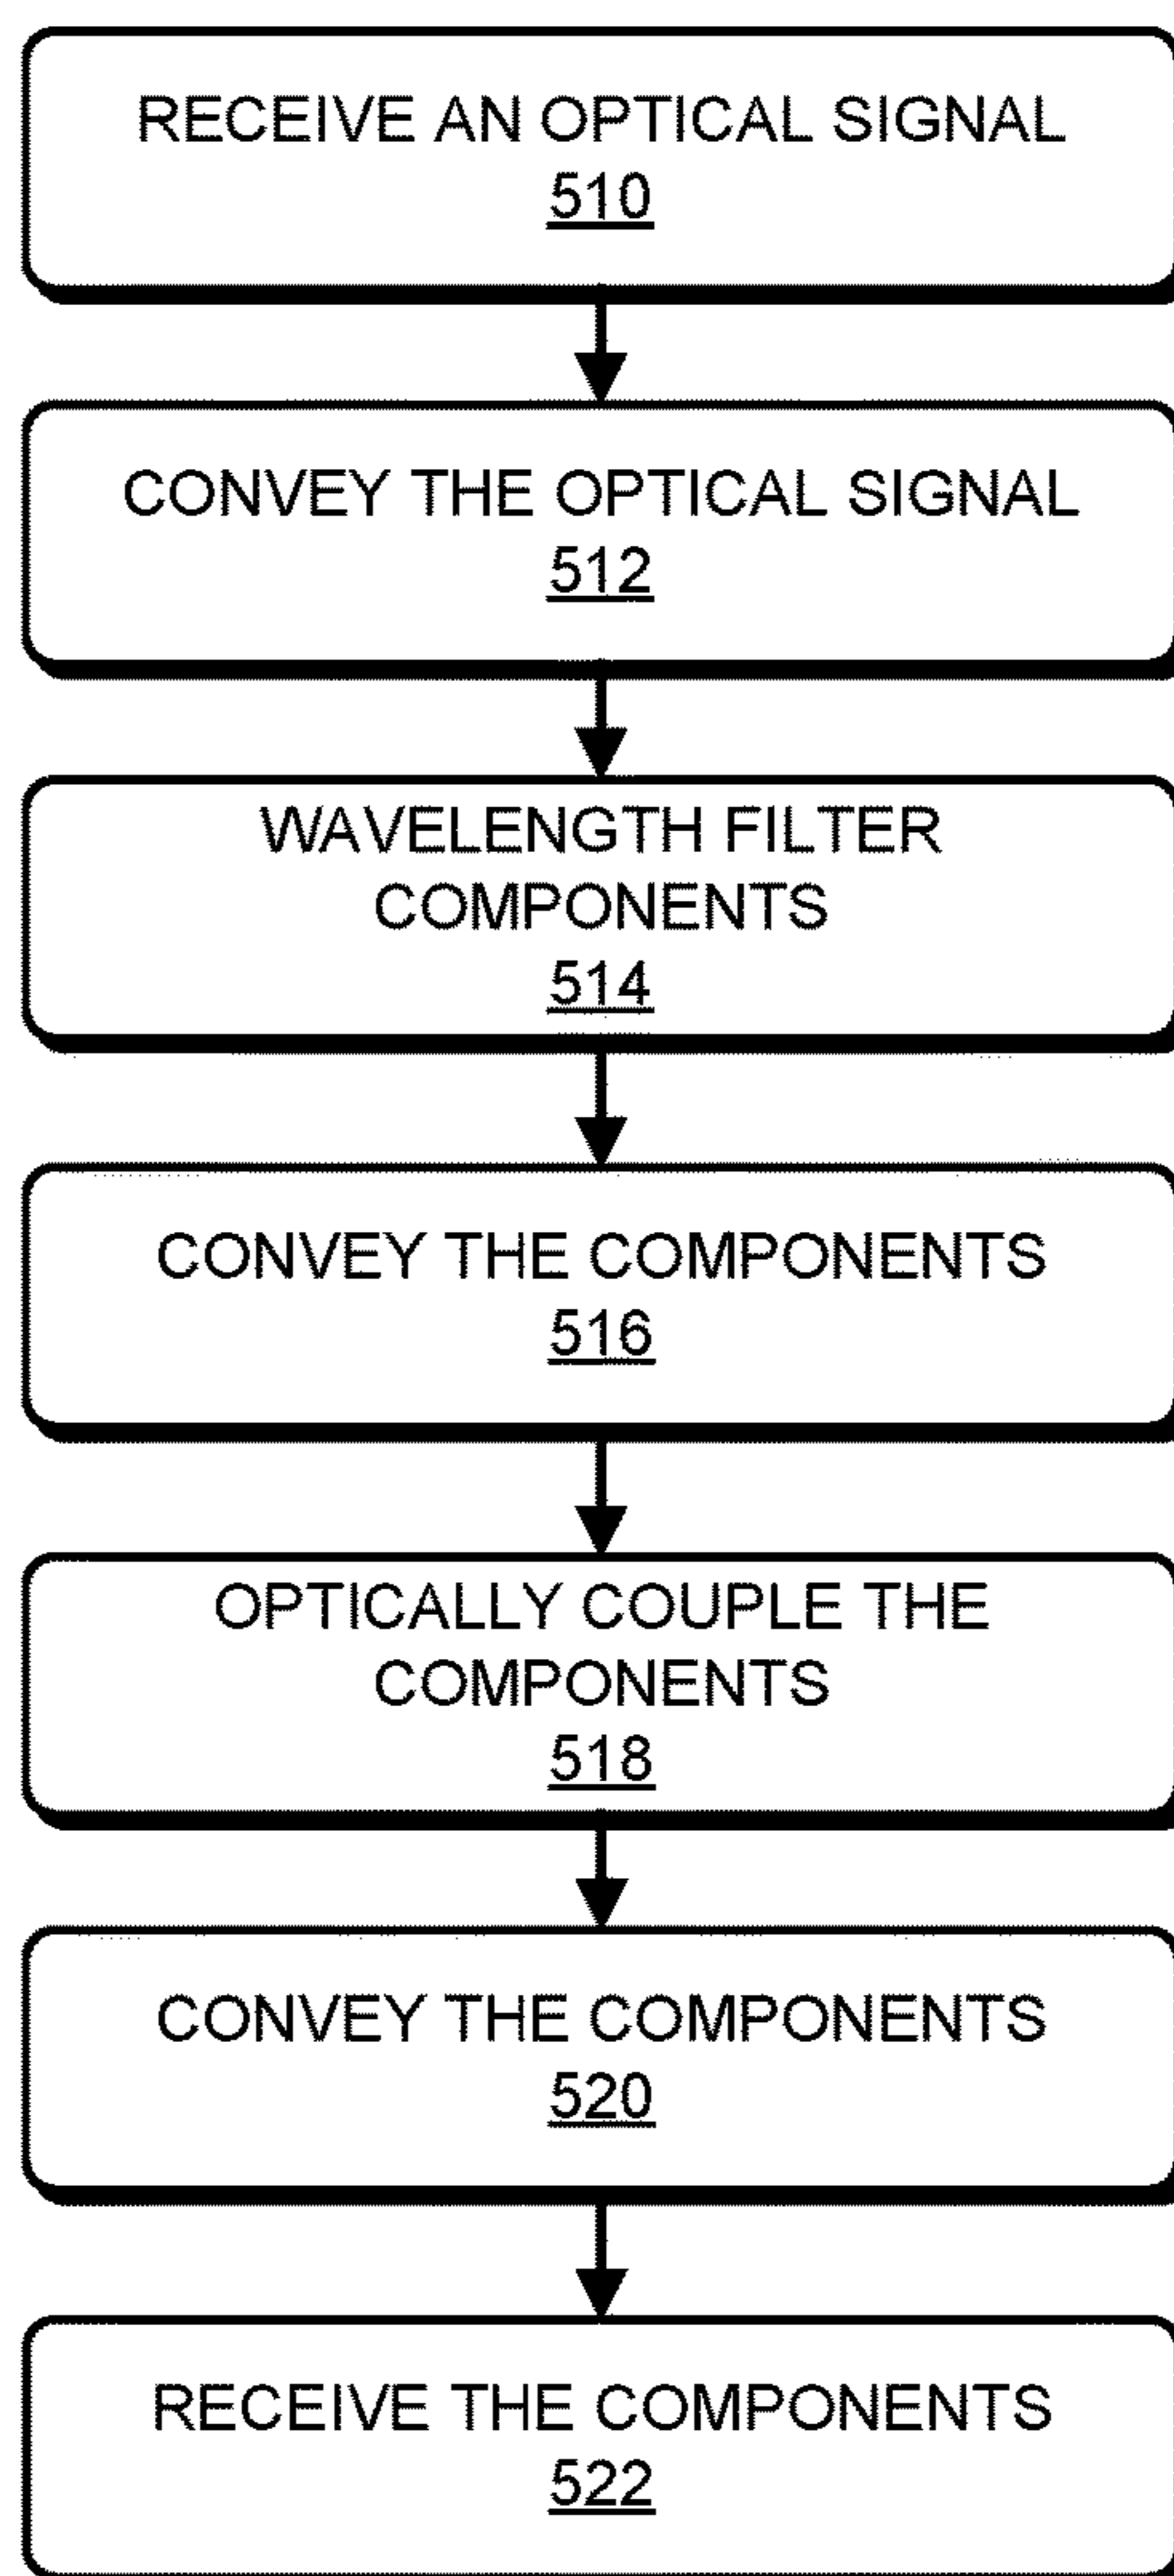 RECEIVE AN OPTICAL SIGNAL
510
CONVEY THE OPTICAL SIGNAL
512
WAVELENGTH FILTER
COMPONENTS
514
CONVEY THE COMPONENTS
516
OPTICALLY COUPLE THE
COMPONENTS
518
CONVEY THE COMPONENTS
520
RECEIVE THE COMPONENTS
522